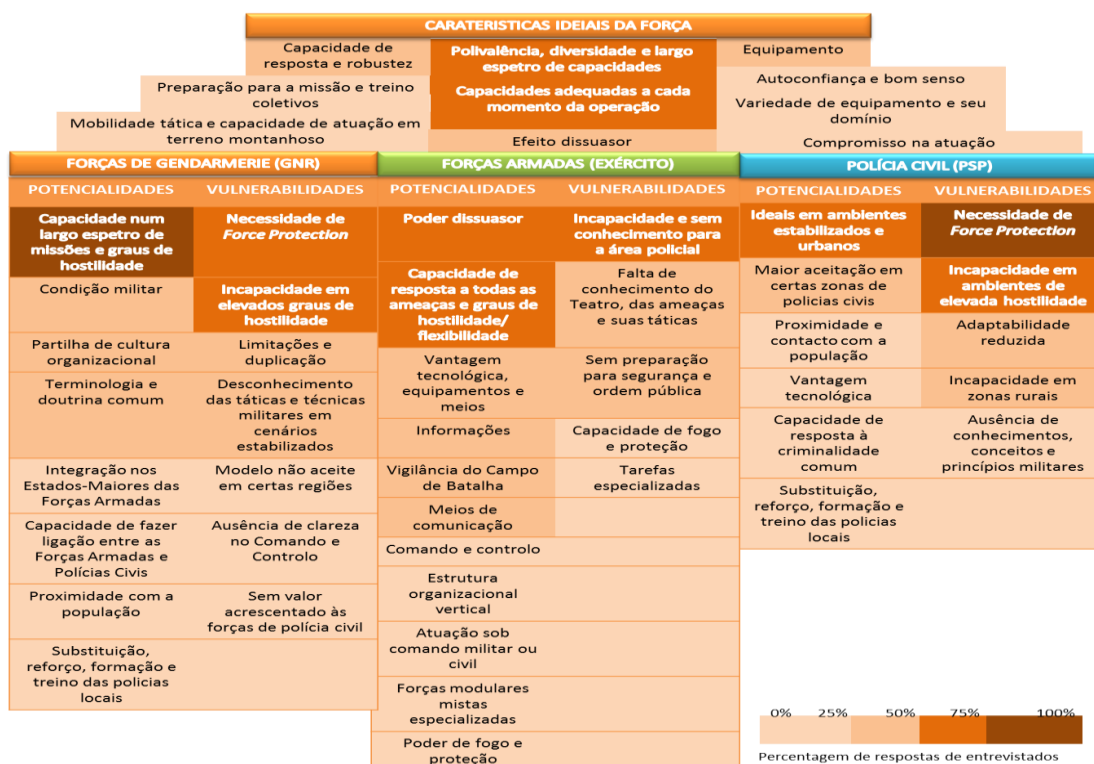 CARATERISTICAS IDEIAIS DA FORÇA
Capacidade de
resposta e robustez
Polivalência, diversidade e largo
espetro de capacidades
Equipamento
Preparação para a missão e treino
coletivos
Capacidades adequadas a cada
momento da operação
Autoconfiança e bom senso
Variedade de equipamento e seu
domínio
Mobilidade tática e capacidade de atuação em
terreno montanhoso
Efeito dissuasor
Compromisso na atuação
FORÇAS DE GENDARMERIE (GNR)
POTENCIALIDADES
VULNERABILIDADES
Capacidade num
largo espetro de
missões e graus de
hostilidade
Necessidade de
Force Protection
Condição militar
Incapacidade em
elevados graus de
hostilidade
Partilha de cultura
organizacional
Limitações e
duplicação
Terminologia e
doutrina comum
Desconhecimento
das táticas e técnicas
militares em
cenários
estabilizados
Integração nos
Estados-Maiores das
Forças Armadas
Modelo não aceite
em certas regiões
Capacidade de fazer
ligação entre as
Forças Armadas e
Polícias Civis
Ausência de clareza
no Comando e
Controlo
Proximidade com a
população
Sem valor
acrescentado às
forças de polícia civil
Substituição,
reforço, formação e
treino das policias
locais
FORÇAS ARMADAS (EXÉRCITO)
POTENCIALIDADES
VULNERABILIDADES
Poder dissuasor
Incapacidade e sem
conhecimento para
a área policial
Capacidade de
resposta a todas as
ameaças e graus de
hostilidade/
flexibilidade
Falta de
conhecimento do
Teatro, das ameaças
e suas táticas
Vantagem
tecnológica,
equipamentos e
meios
Sem preparação
para segurança e
ordem pública
Informações
Capacidade de fogo
e proteção
Vigilância do Campo
de Batalha
Tarefas
especializadas
Meios de
comunicação
Comando e controlo
Estrutura
organizacional
vertical
Atuação sob
comando militar ou
civil
Forças modulares
mistas
especializadas
Poder de fogo e
proteção
POLÍCIA CIVIL (PSP)
POTENCIALIDADES
VULNERABILIDADES
Ideais em ambientes
estabilizados e
urbanos
Necessidade de
Force Protection
Maior aceitação em
certas zonas de
policias civis
Incapacidade em
ambientes de
elevada hostilidade
Proximidade e
contacto com a
população
Adaptabilidade
reduzida
Vantagem
tecnológica
Incapacidade em
zonas rurais
Capacidade de
resposta à
criminalidade
comum
Ausência de
conhecimentos,
conceitos e
princípios militares
Substituição,
reforço, formação e
treino das policias
locais
0% 25% 50% 75% 100%
Percentagem de respostas de entrevistados